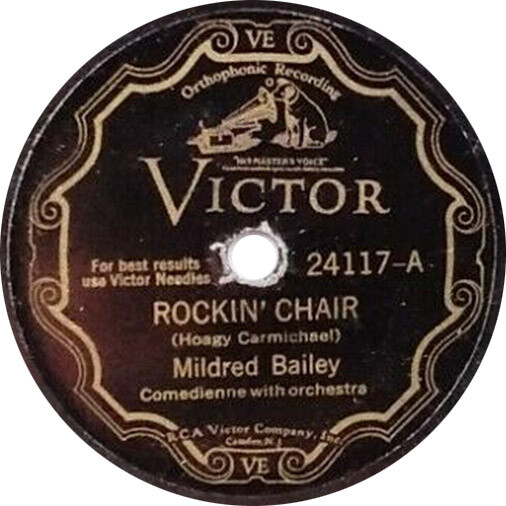 VE
Orthophonic Recording
"HIS MASTER'S VOICE"
VICTOR
For best results
use Victor Needles
24117-A
ROCKIN' CHAIR
(Hoagy Carmichael)
Mildred Bailey
Comedienne with orchestra
RCA Victor Company, Inc.
Camden, N.J.
VE